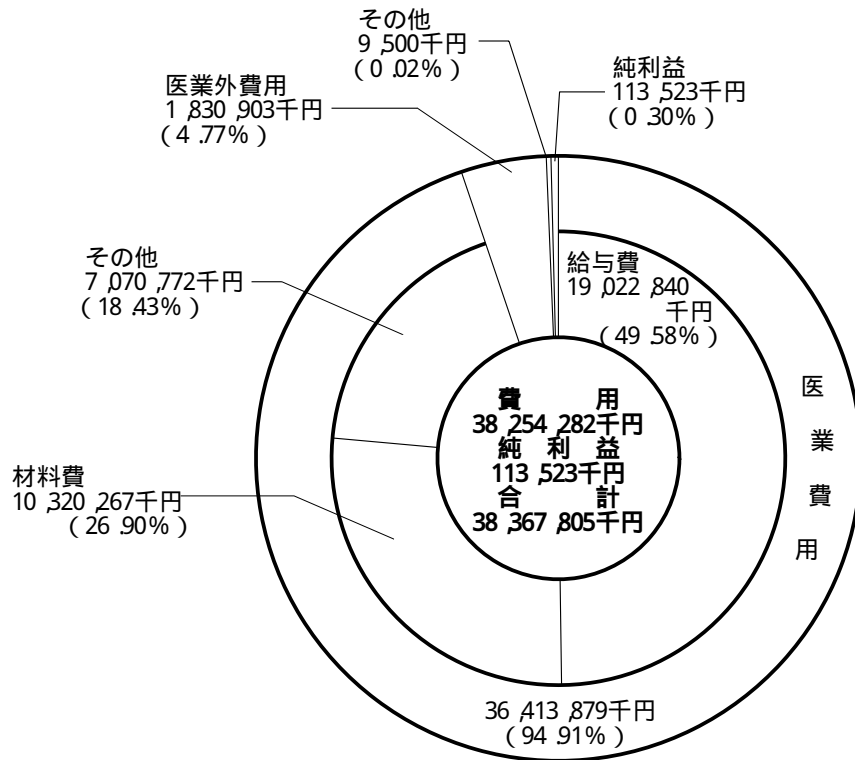 その他
9,500千円
(0.02%)
純利益
113,523千円
(0.30%)
医業外費用
1,830,903千円
(4.77%)
その他
7,070,772千円
(18.43%)
給与費
19,022,840
千円
(49.58%)
医業費用
費用
38,254,282千円
純利益
113,523千円
合計
38,367,805千円
材料費
10,320,267千円
(26.90%)
36,413,879千円
(94.91%)